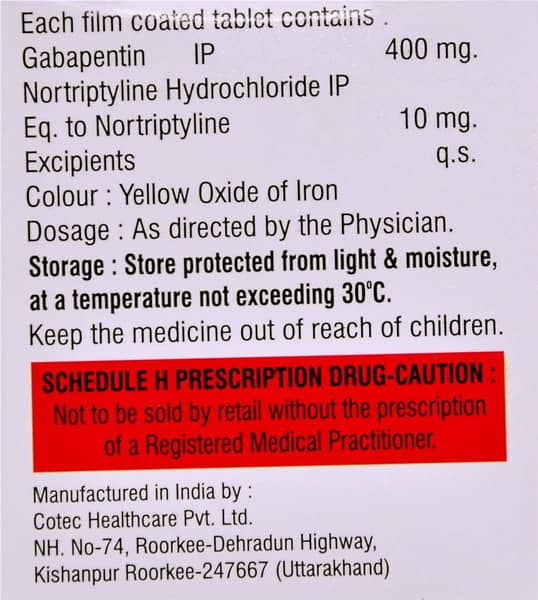 Each film coated tablet contains .
Gabapentin IP 400 mg.
Nortriptyline Hydrochloride IP
Eq. to Nortriptyline 10 mg.
Excipients q.s.
Colour : Yellow Oxide of Iron
Dosage : As directed by the Physician.
Storage : Store protected from light & moisture,
at a temperature not exceeding 30⁰C.
Keep the medicine out of reach of children.
SCHEDULE H PRESCRIPTION DRUG-CAUTION :
Not to be sold by retail without the prescription
of a Registered Medical Practitioner.
Manufactured in India by :
Cotec Healthcare Pvt. Ltd.
NH. No-74, Roorkee-Dehradun Highway,
Kishanpur Roorkee-247667 (Uttarakhand)